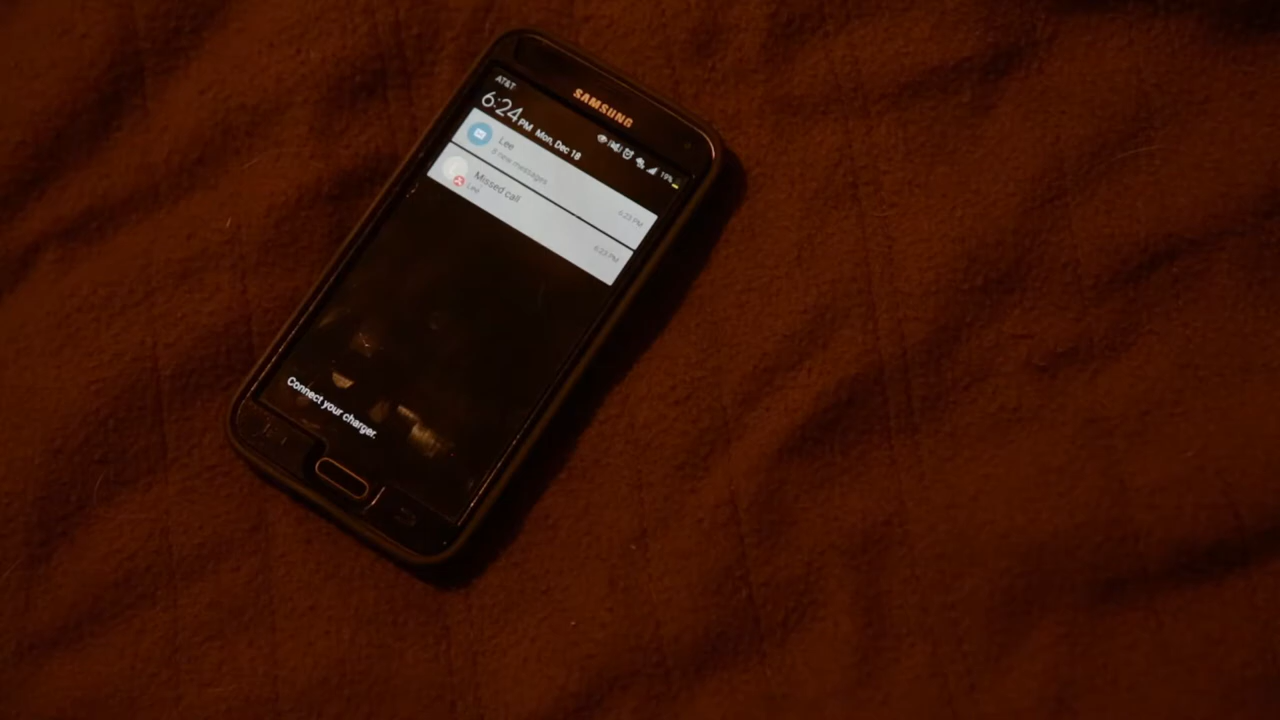 AT&T
SAMSUNG
6:24 PM Mon, Dec 18
19%
Lee
8 new messages
6:23 PM
Missed call
Lee
6:23 PM
Connect your charger.